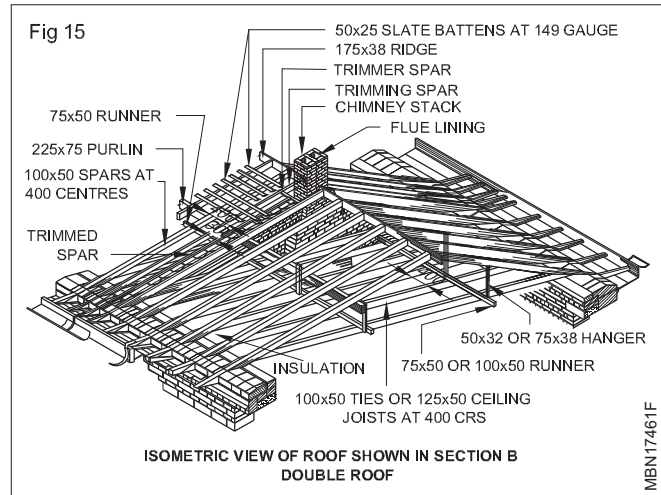 Fig 15
50x25 SLATE BATTENS AT 149 GAUGE
175x38 RIDGE
TRIMMER SPAR
TRIMMING SPAR
CHIMNEY STACK
FLUE LINING
75x50 RUNNER
225x75 PURLIN
100x50 SPARS AT
400 CENTRES
TRIMMED
SPAR
INSULATION
50x32 OR 75x38 HANGER
75x50 OR 100x50 RUNNER
100x50 TIES OR 125x50 CEILING
JOISTS AT 400 CRS
ISOMETRIC VIEW OF ROOF SHOWN IN SECTION B
DOUBLE ROOF
MBN17461F